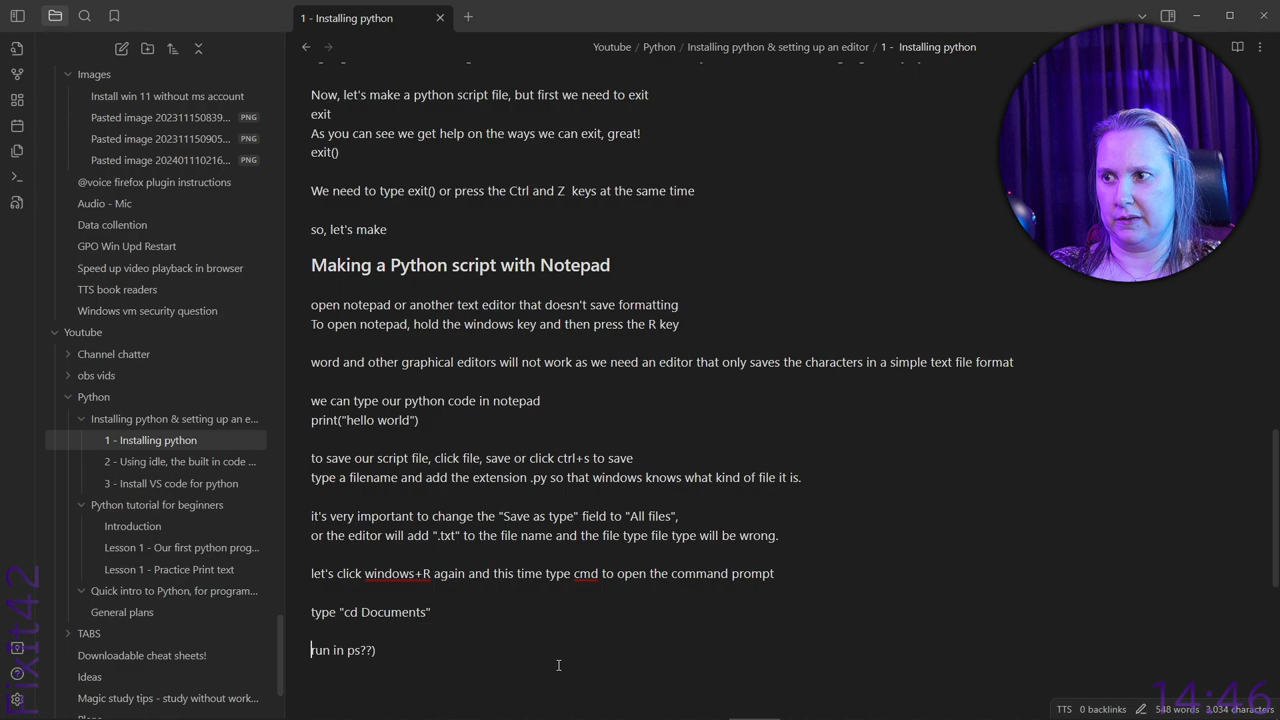 1 - Installing python
Youtube / Python / Installing python & setting up an editor / 1 - Installing python
Images
Install win 11 without ms account
Pasted image 202311150839... PNG
Pasted image 202311150905... PNG
Pasted image 202401110216... PNG
@voice firefox plugin instructions
Audio - Mic
Data collention
GPO Win Upd Restart
Speed up video playback in browser
TTS book readers
Windows vm security question
Youtube
Channel chatter
obs vids
Python
Installing python & setting up an e...
1 - Installing python
2 - Using idle, the built in code ...
3 - Install VS code for python
Python tutorial for beginners
Introduction
Lesson 1 - Our first python prog...
Lesson 1 - Practice Print text
Quick intro to Python, for program...
General plans
TABS
Downloadable cheat sheets!
Ideas
Magic study tips - study without work...
Now, let's make a python script file, but first we need to exit
exit
As you can see we get help on the ways we can exit, great!
exit()
We need to type exit() or press the Ctrl and Z keys at the same time
so, let's make
Making a Python script with Notepad
open notepad or another text editor that doesn't save formatting
To open notepad, hold the windows key and then press the R key
word and other graphical editors will not work as we need an editor that only saves the characters in a simple text file format
we can type our python code in notepad
print("hello world")
to save our script file, click file, save or click ctrl+s to save
type a filename and add the extension .py so that windows knows what kind of file it is.
it's very important to change the "Save as type" field to "All files",
or the editor will add ".txt" to the file name and the file type file type will be wrong.
let's click windows+R again and this time type cmd to open the command prompt
type "cd Documents"
run in ps??)
Fixit42
14:46
TTS 0 backlinks 548 words 3,034 characters